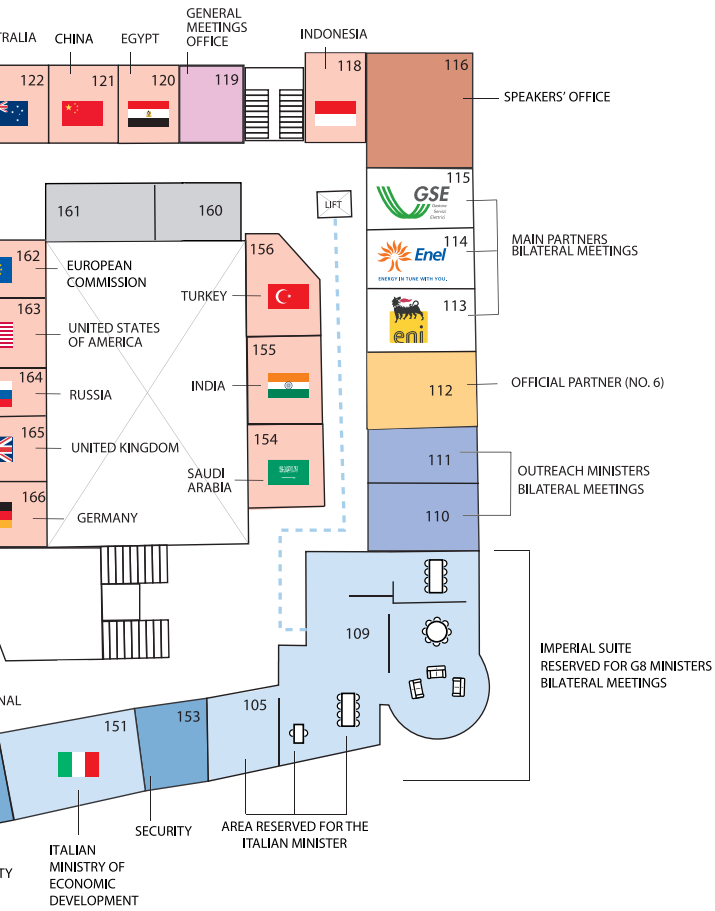 TRALIA
CHINA
EGYPT
GENERAL
MEETINGS
OFFICE
INDONESIA
122
121
120
119
118
116
SPEAKERS' OFFICE
115
GSE
Gestore
Servizi
Elettrici
114
Enel
ENERGY IN TUNE WITH YOU.
MAIN PARTNERS
BILATERAL MEETINGS
113
eni
161
160
LIFT
162
EUROPEAN
COMMISSION
156
TURKEY
163
UNITED STATES
OF AMERICA
155
INDIA
164
RUSSIA
112
OFFICIAL PARTNER (NO. 6)
165
UNITED KINGDOM
154
SAUDI
ARABIA
111
OUTREACH MINISTERS
BILATERAL MEETINGS
166
GERMANY
110
109
IMPERIAL SUITE
RESERVED FOR G8 MINISTERS
BILATERAL MEETINGS
NAL
151
153
105
SECURITY
AREA RESERVED FOR THE
ITALIAN MINISTER
ITALIAN
MINISTRY OF
ECONOMIC
DEVELOPMENT
TY